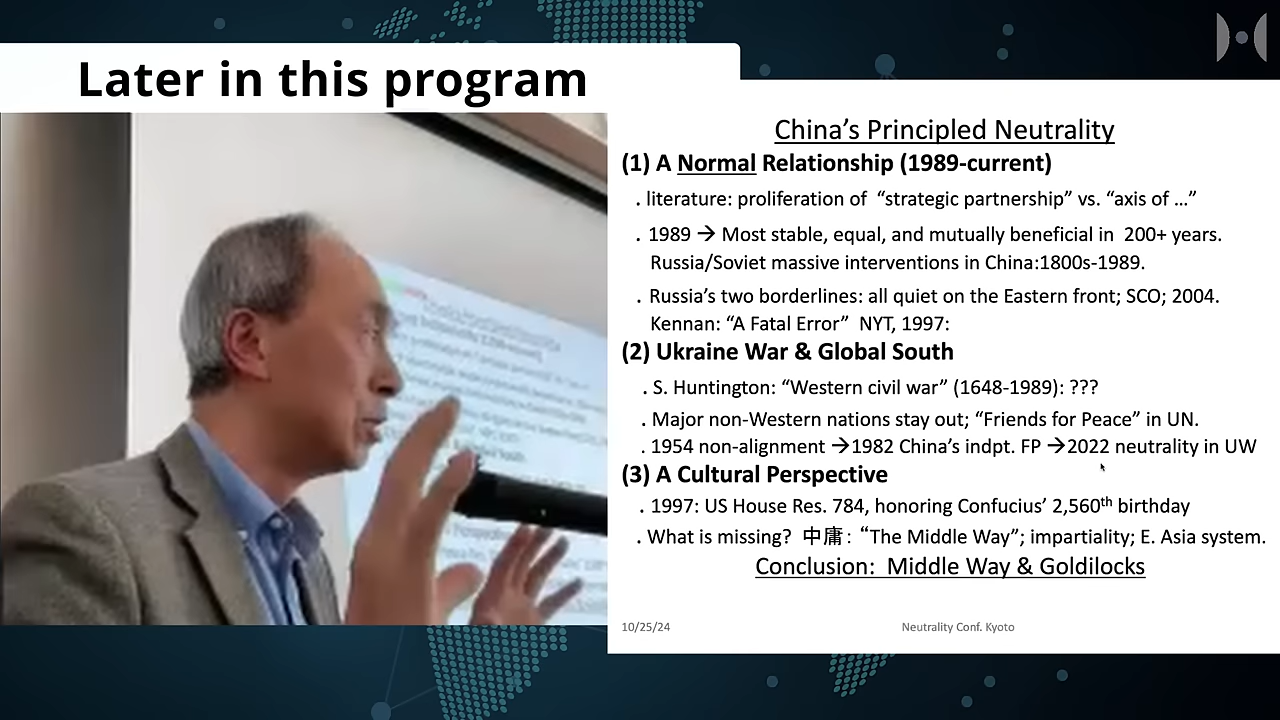 Later in this program
China’s Principled Neutrality
(1) A Normal Relationship (1989-current)
. literature: proliferation of “strategic partnership” vs. “axis of …”
. 1989 → Most stable, equal, and mutually beneficial in 200+ years.
Russia/Soviet massive interventions in China:1800s-1989.
. Russia’s two borderlines: all quiet on the Eastern front; SCO; 2004.
Kennan: “A Fatal Error” NYT, 1997:
(2) Ukraine War & Global South
. S. Huntington: “Western civil war” (1648-1989): ???
. Major non-Western nations stay out; “Friends for Peace” in UN.
. 1954 non-alignment →1982 China’s indpt. FP →2022 neutrality in UW
(3) A Cultural Perspective
. 1997: US House Res. 784, honoring Confucius’ 2,560th birthday
. What is missing? 中庸: “The Middle Way”; impartiality; E. Asia system.
Conclusion: Middle Way & Goldilocks
10/25/24 Neutrality Conf. Kyoto